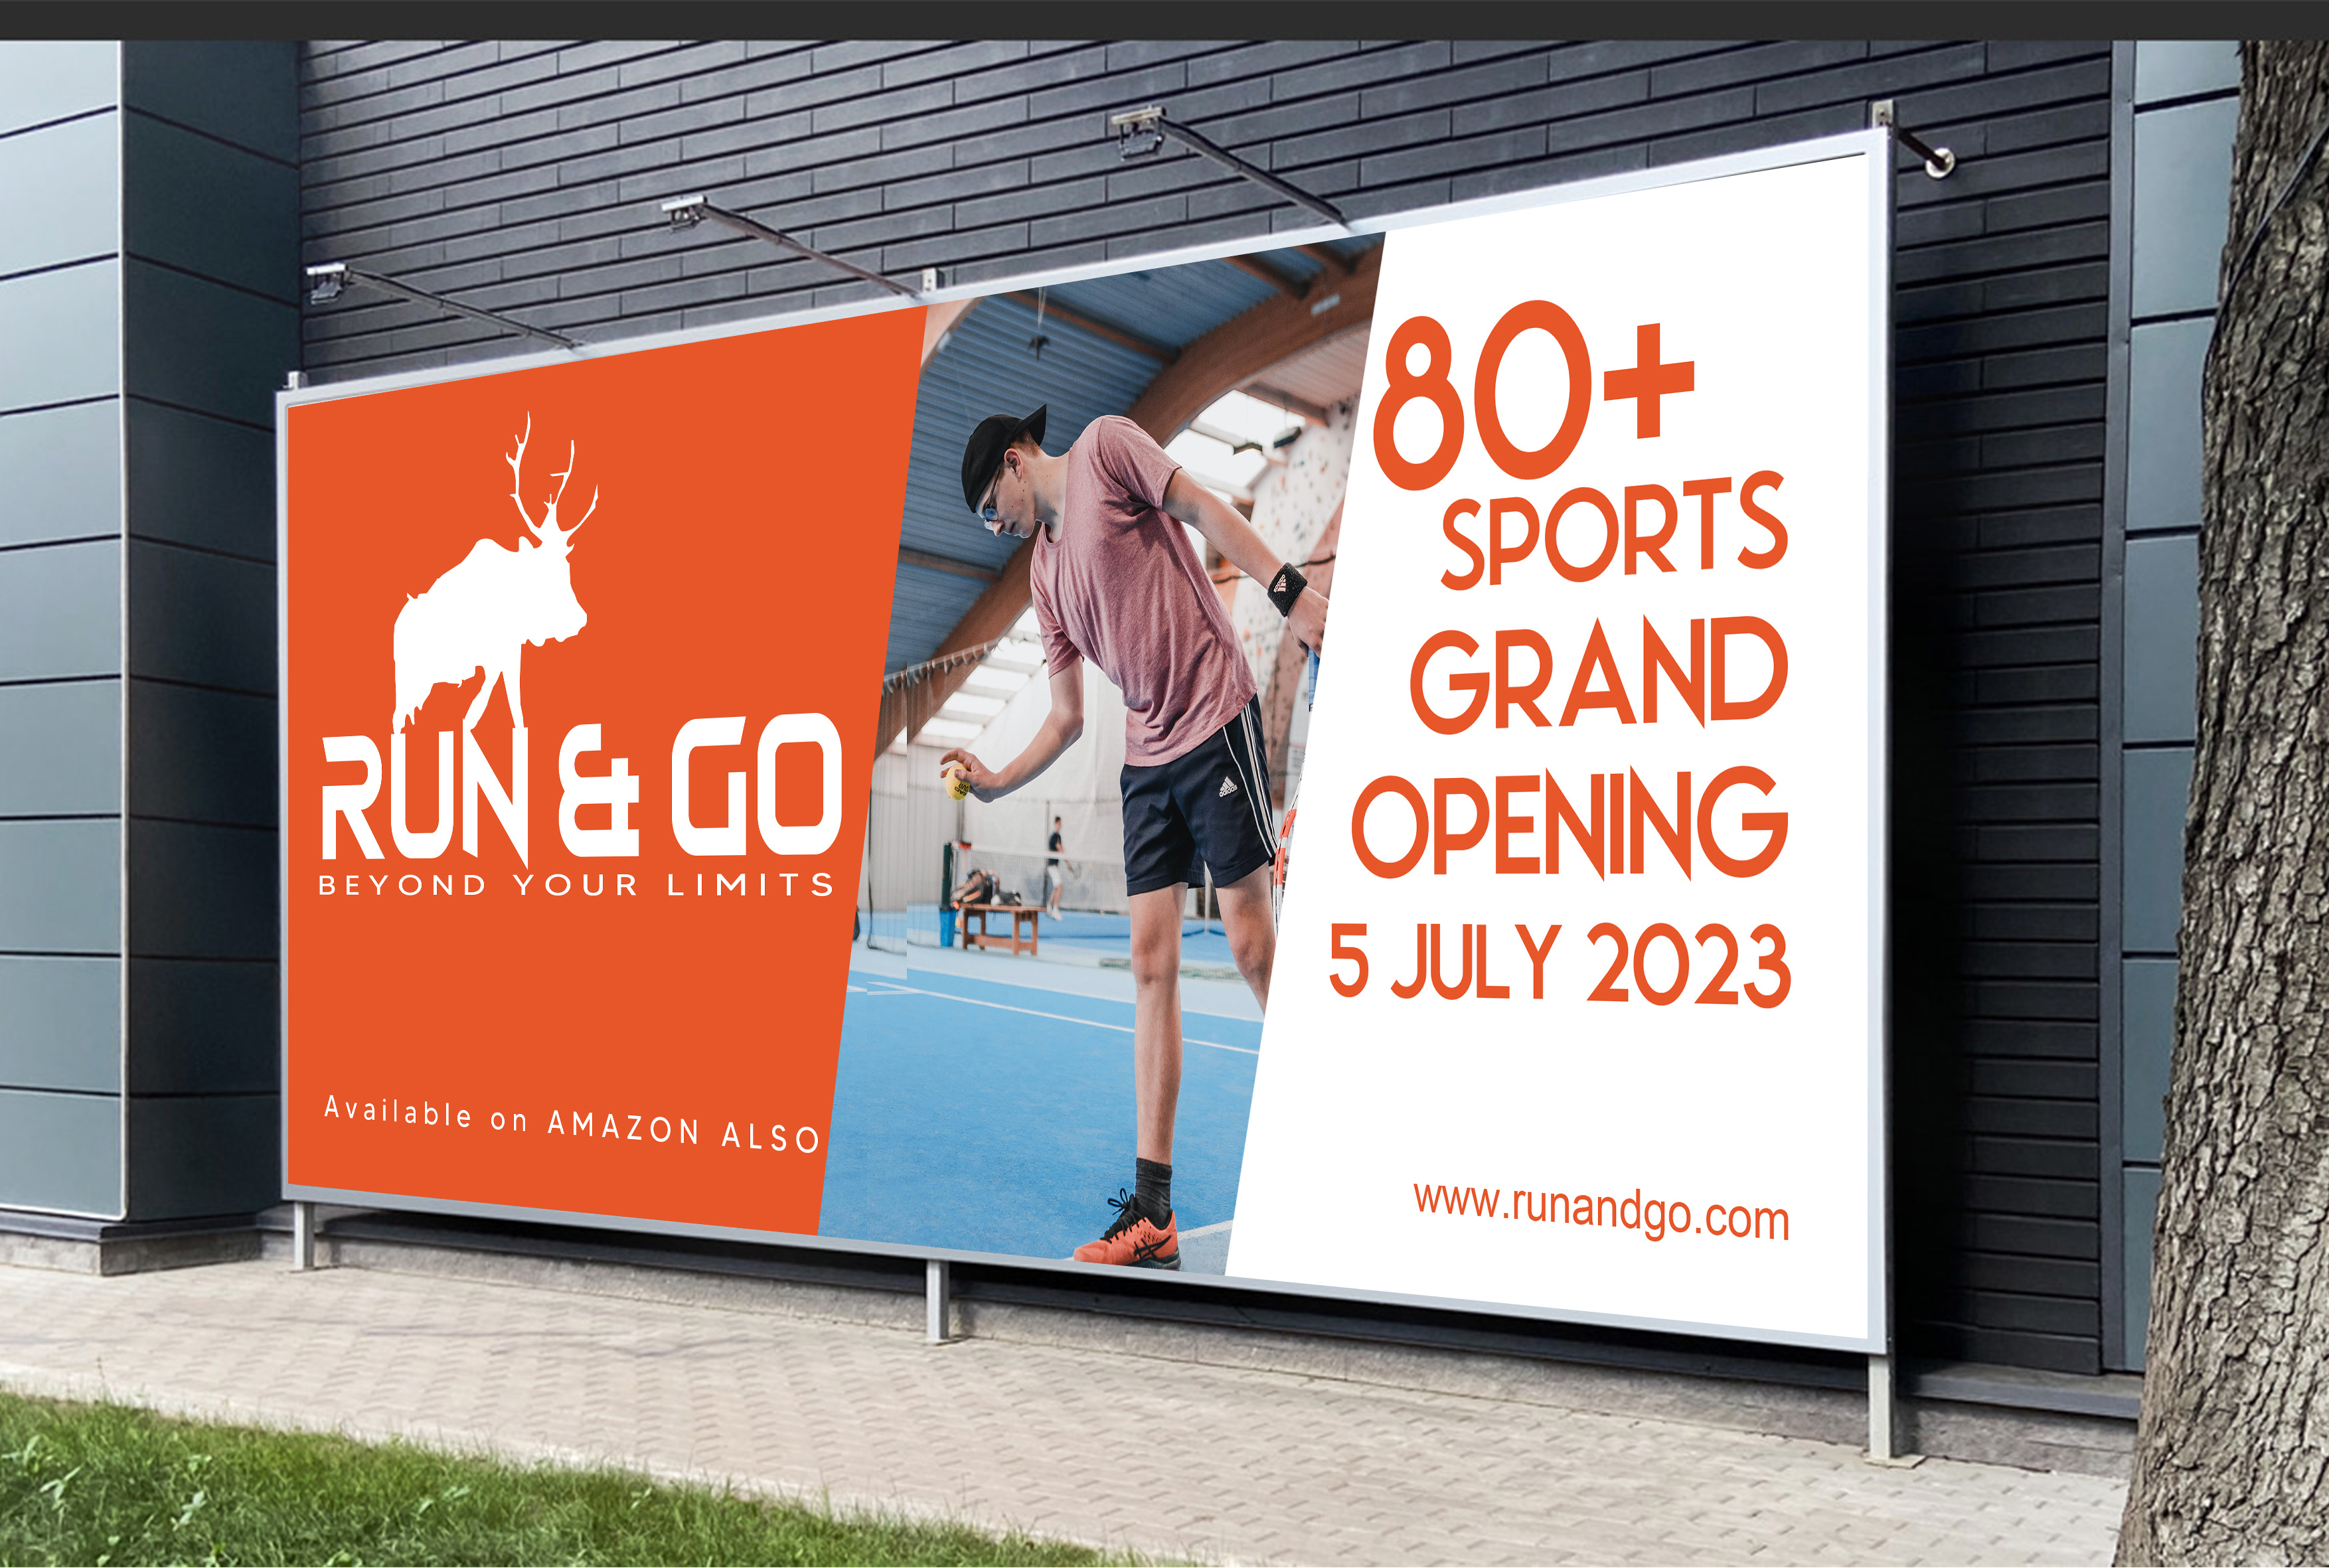 RUN & GO
BEYOND YOUR LIMITS
Available on AMAZON ALSO
80+
SPORTS
GRAND
OPENING
5 JULY 2023
www.runandgo.com
adidas